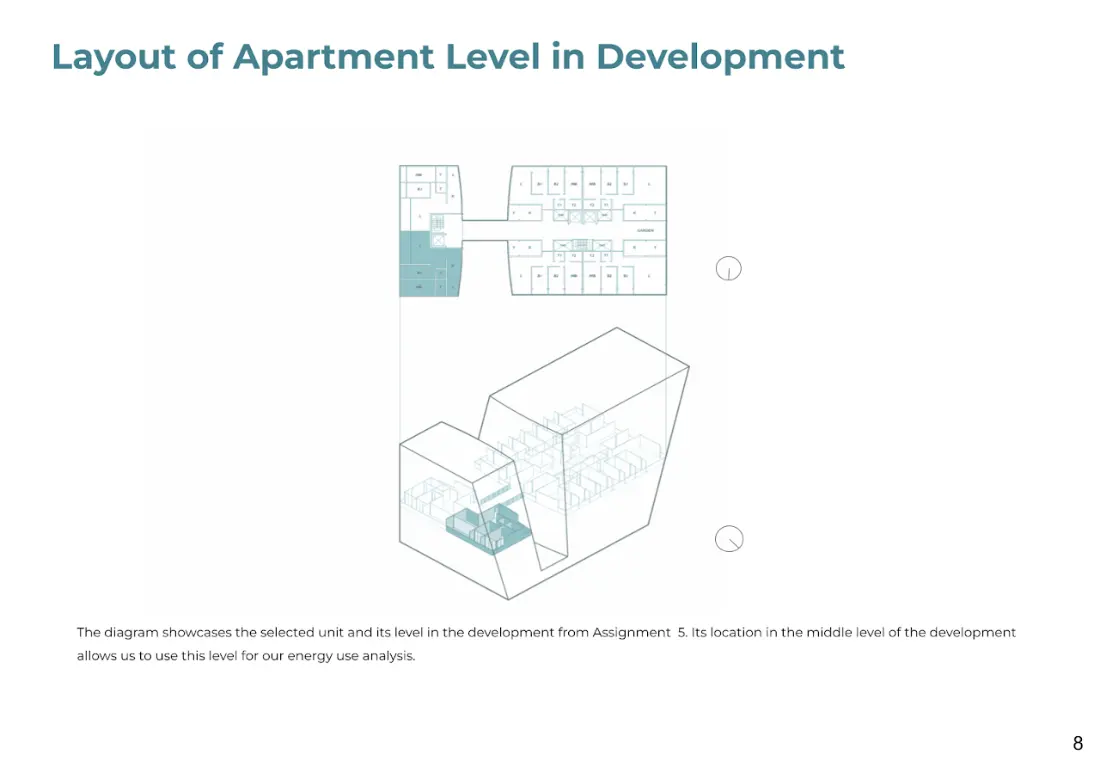 Layout of Apartment Level in Development
The diagram showcases the selected unit and its level in the development from Assignment 5. Its location in the middle level of the development
allows us to use this level for our energy use analysis.
8